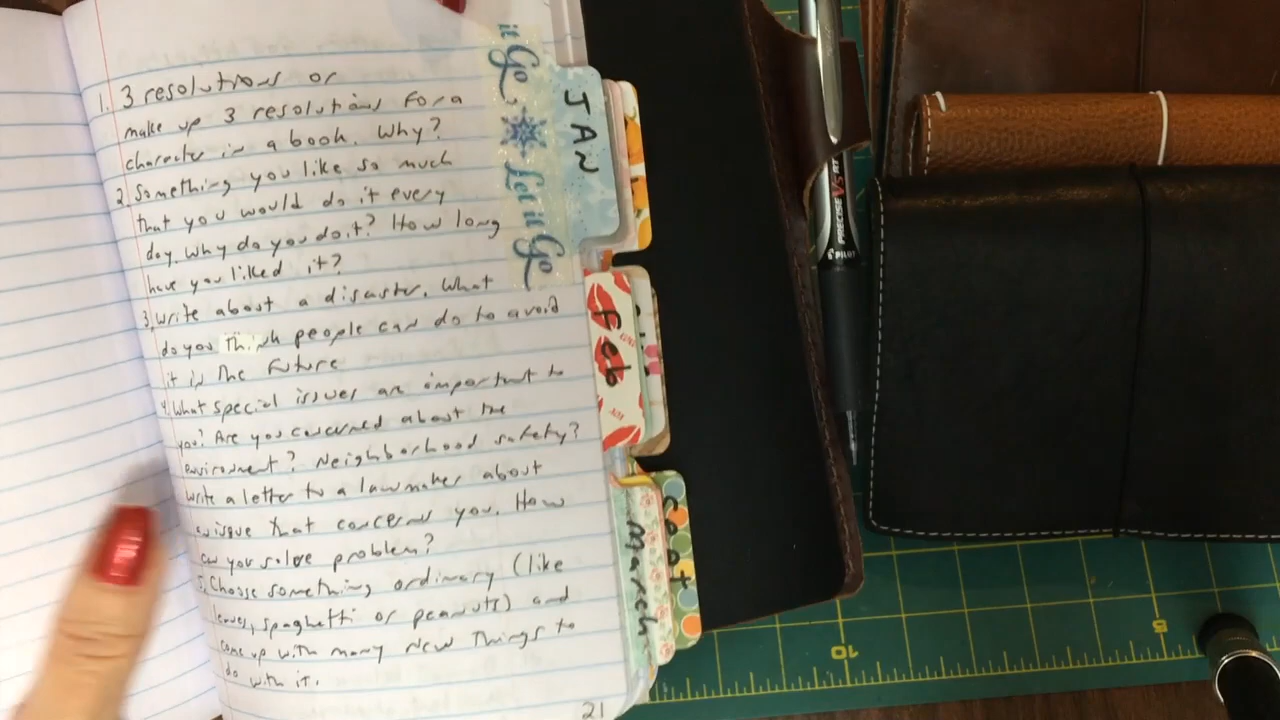 1. 3 resolutions or
make up 3 resolutions for a
character in a book. Why?
2. Something you like so much
that you would do it every
day. Why do you do it? How long
have you liked it?
3. Write about a disaster. What
do you think people can do to avoid
it in the future
4. What special issues are important to
you? Are you concerned about the
environment? Neighborhood safety?
Write a letter to a lawmaker about
an isque that concerns you. How
can you solve problem?
5. Choose something ordinary (like
leaves, spaghetti or peanuts) and
come up with many new things to
do with it.
21
it Go, Let it Go
JAN
Feb
March
PRECISE V5 RT
PILOT
10
5